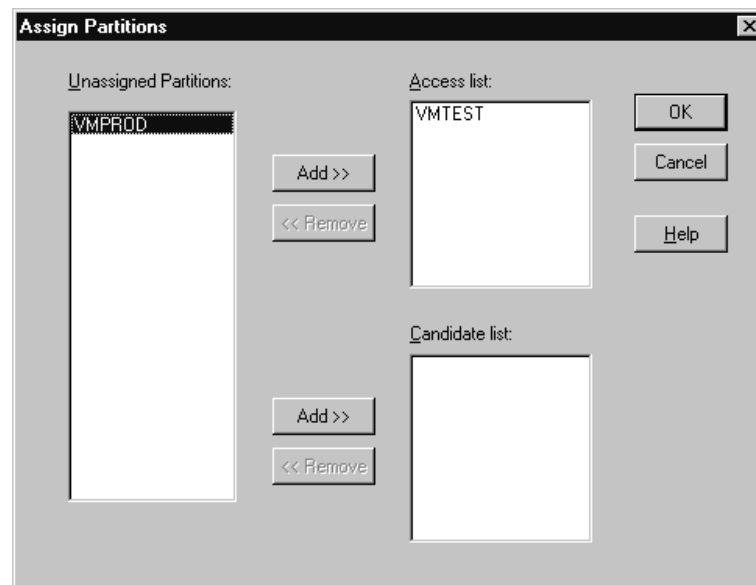 Assign Partitions
Unassigned Partitions:
Access list:
VMPROD
VMTEST
OK
Add >>
Cancel
<< Remove
Help
Candidate list:
Add >>
<< Remove